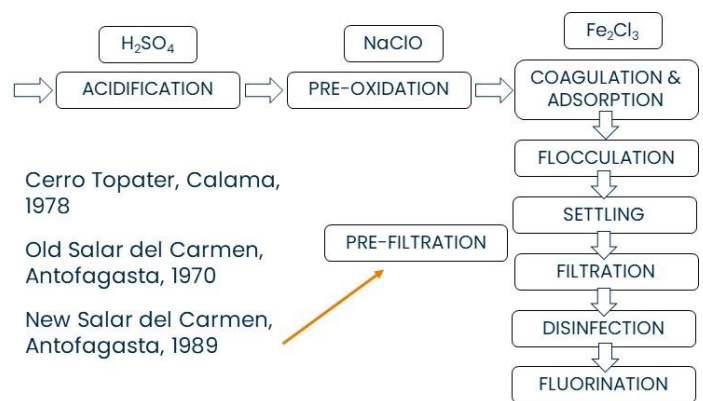 H₂SO₄
NaClO
Fe₂Cl₃
ACIDIFICATION
PRE-OXIDATION
COAGULATION &
ADSORPTION
FLOCCULATION
Cerro Topater, Calama,
1978
SETTLING
PRE-FILTRATION
Old Salar del Carmen,
Antofagasta, 1970
FILTRATION
New Salar del Carmen,
Antofagasta, 1989
DISINFECTION
FLUORINATION